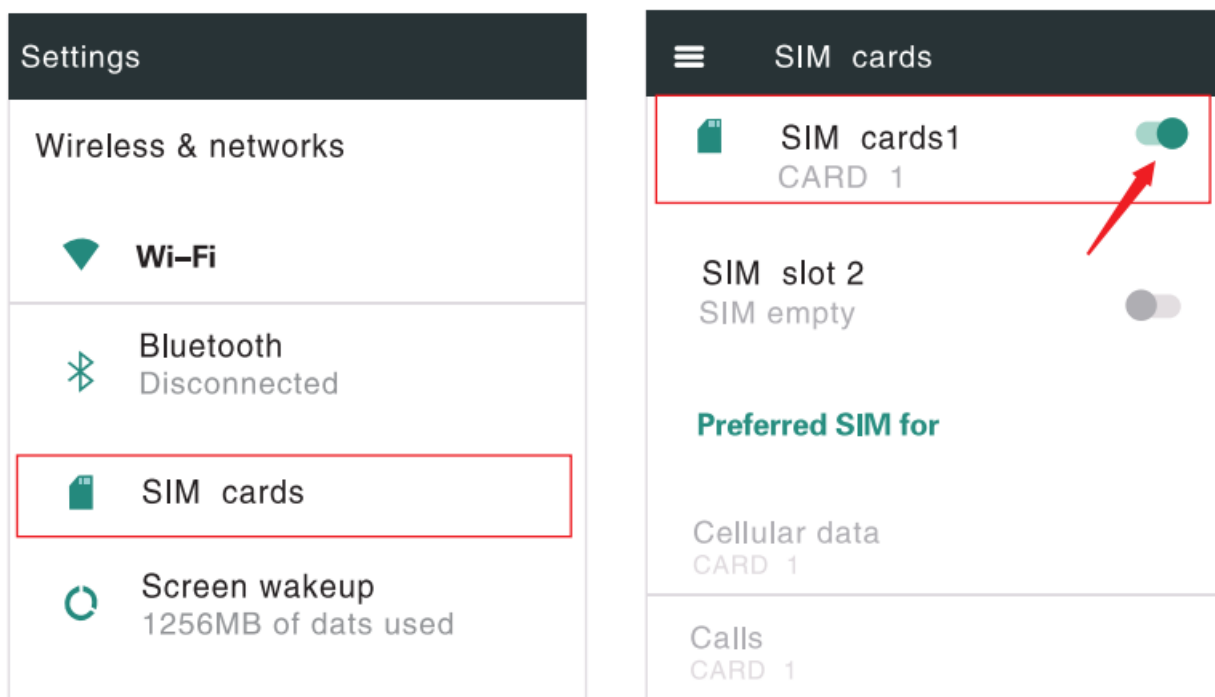 Settings
Wireless & networks
Wi–Fi
Bluetooth
Disconnected
SIM cards
Screen wakeup
1256MB of dats used
SIM cards
SIM cards1
CARD 1
SIM slot 2
SIM empty
Preferred SIM for
Cellular data
CARD 1
Calls
CARD 1